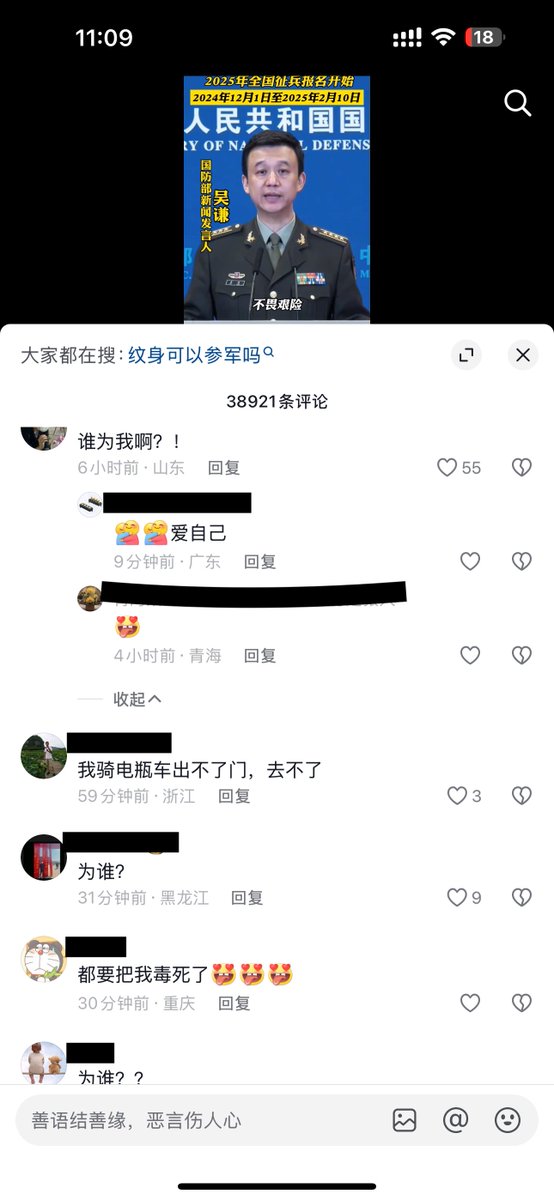 11:09
18
2025年全国征兵报名开始
2024年12月1日至2025年2月10日
人民共和国国
RY OF NA AL DEFENS
国防部新闻发言人
吴谦
不畏艰险
大家都在搜：纹身可以参军吗
38921条评论
谁为我啊？！
6小时前 · 山东 回复 55
爱自己
9分钟前 · 广东 回复
4小时前 · 青海 回复
收起
我骑电瓶车出不了门，去不了
59分钟前 · 浙江 回复 3
为谁？
31分钟前 · 黑龙江 回复 9
都要把我毒死了😍😍😍
30分钟前 · 重庆 回复
为谁？？
善语结善缘，恶言伤人心